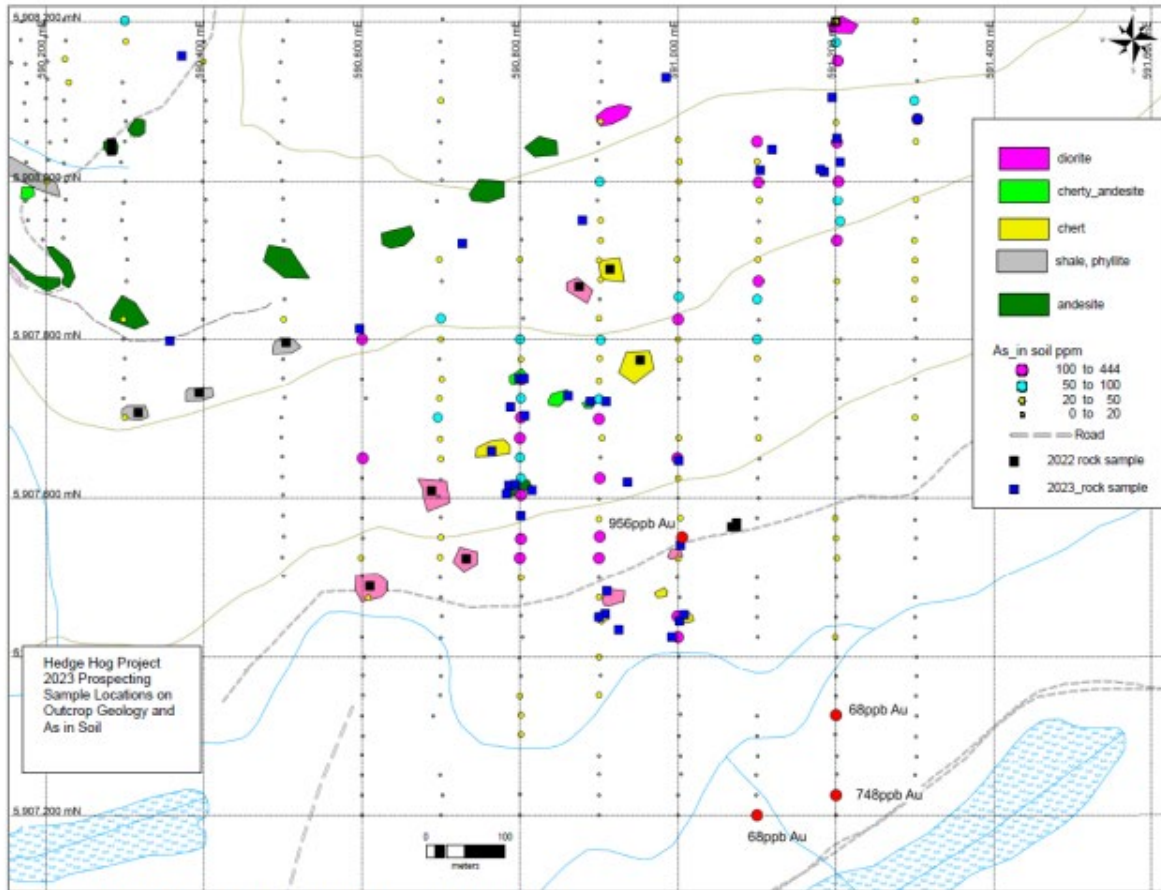 5,908,200 mN
590,200 mE
590,400 mE
590,600 mE
590,800 mE
591,000 mE
591,200 mE
591,400 mE
diorite
cherty_andesite
chert
shale, phyllite
andesite
As_in soil ppm
100 to 444
50 to 100
20 to 50
0 to 20
Road
2022 rock sample
2023_rock sample
5,907,800 mN
5,907,600 mN
956ppb Au
Hedge Hog Project
2023 Prospecting
Sample Locations on
Outcrop Geology and
As in Soil
68ppb Au
748ppb Au
5,907,200 mN
68ppb Au
0 100
meters